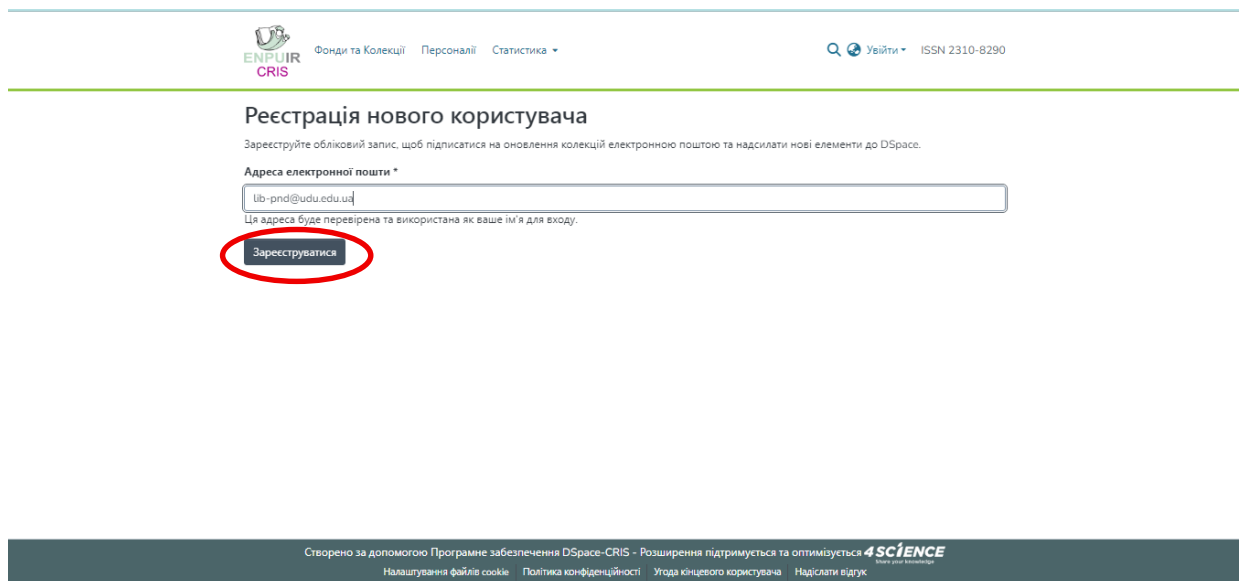 ENPUIR
CRIS
Фонди та Колекції Персоналії Статистика Увійти ISSN 2310-8290
Реєстрація нового користувача
Зареєструйте обліковий запис, щоб підписатися на оновлення колекцій електронною поштою та надсилати нові елементи до DSpace.
Адреса електронної пошти *
lib-pnd@udu.edu.ua
Ця адреса буде перевірена та використана як ваше ім'я для входу.
Зареєструватися
Створено за допомогою Програмне забезпечення DSpace-CRIS - Розширення підтримується та оптимізується 4SCIENCE
Share your knowledge
Налаштування файлів cookie Політика конфіденційності Угода кінцевого користувача Надіслати відгук